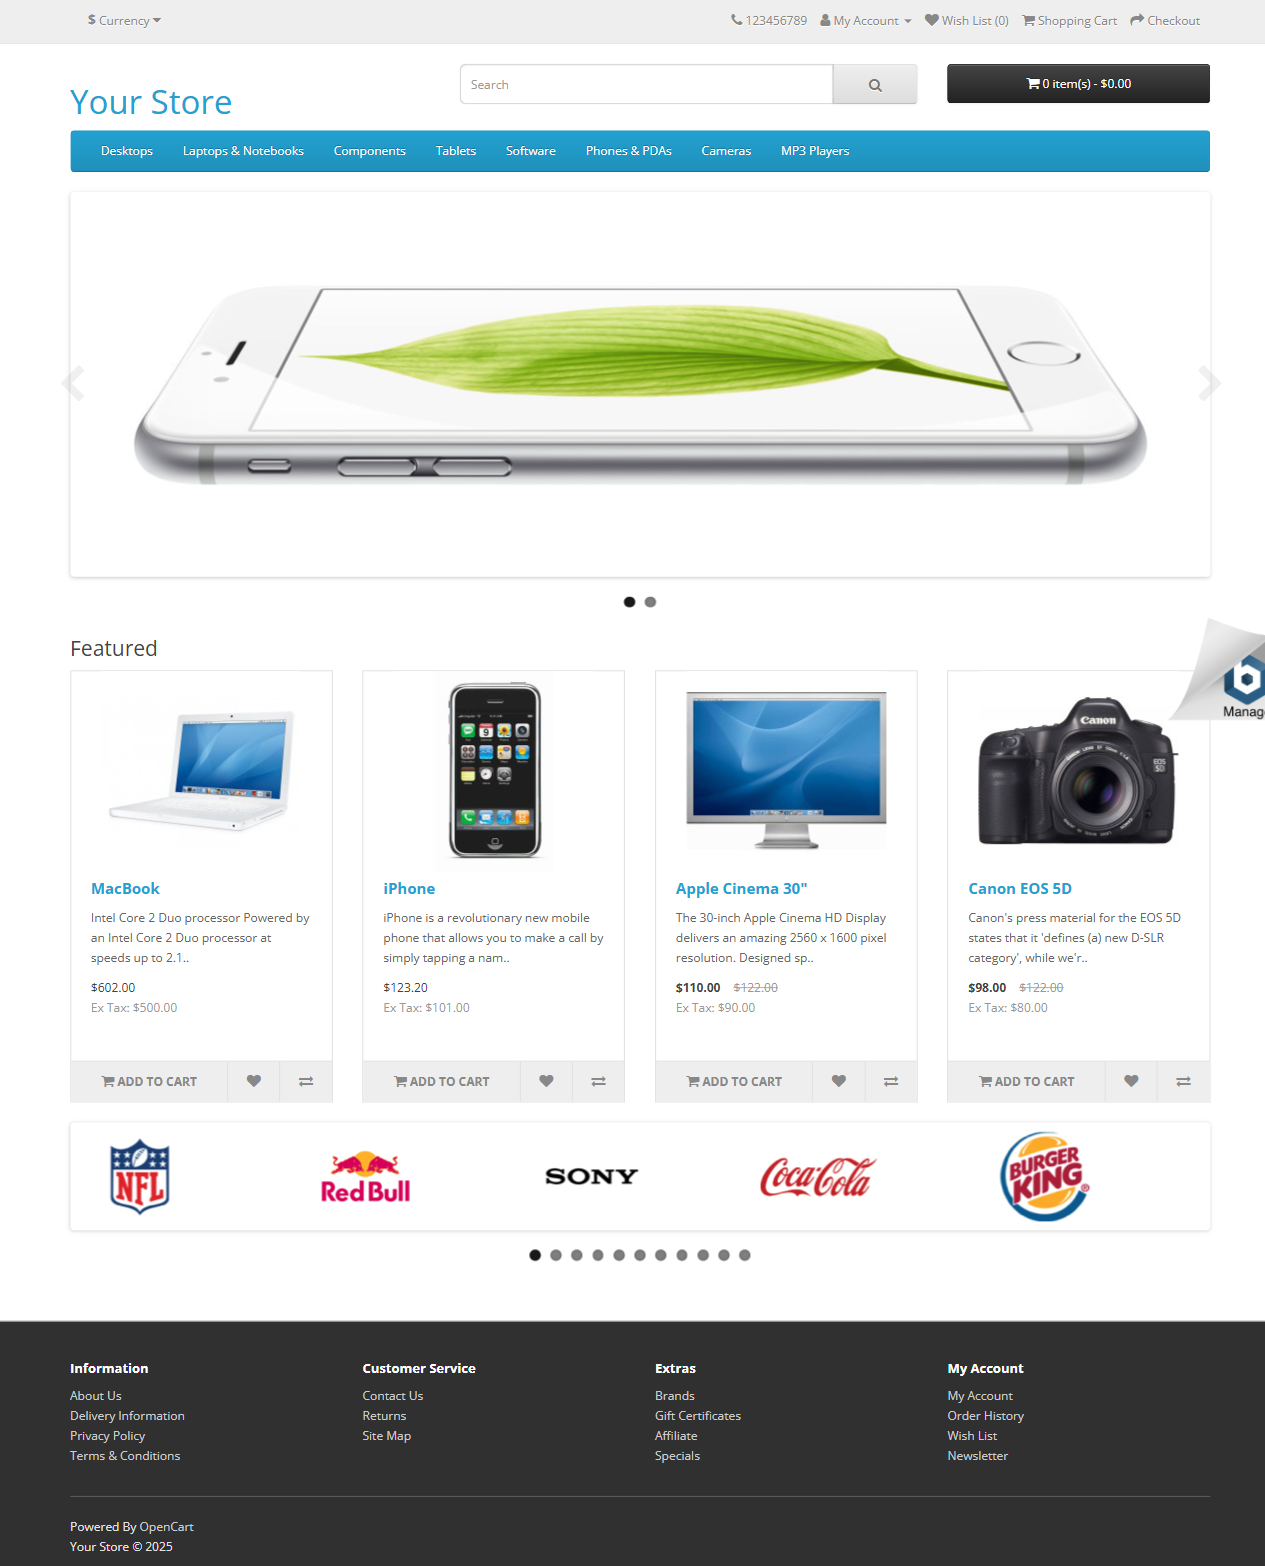 $ Currency
123456789 My Account Wish List (0) Shopping Cart Checkout
Your Store
Search
0 item(s) - $0.00
Desktops Laptops & Notebooks Components Tablets Software Phones & PDAs Cameras MP3 Players
Featured
Manag
Canon
EOS
5D
MacBook
Intel Core 2 Duo processor Powered by
an Intel Core 2 Duo processor at
speeds up to 2.1..
$602.00
Ex Tax: $500.00
ADD TO CART
iPhone
iPhone is a revolutionary new mobile
phone that allows you to make a call by
simply tapping a nam..
$123.20
Ex Tax: $101.00
ADD TO CART
Apple Cinema 30"
The 30-inch Apple Cinema HD Display
delivers an amazing 2560 x 1600 pixel
resolution. Designed sp..
$110.00 $122.00
Ex Tax: $90.00
ADD TO CART
Canon EOS 5D
Canon's press material for the EOS 5D
states that it 'defines (a) new D-SLR
category', while we'r..
$98.00 $122.00
Ex Tax: $80.00
ADD TO CART
NFL
Red Bull
SONY
Coca-Cola
BURGER
KING
Information
About Us
Delivery Information
Privacy Policy
Terms & Conditions
Customer Service
Contact Us
Returns
Site Map
Extras
Brands
Gift Certificates
Affiliate
Specials
My Account
My Account
Order History
Wish List
Newsletter
Powered By OpenCart
Your Store © 2025